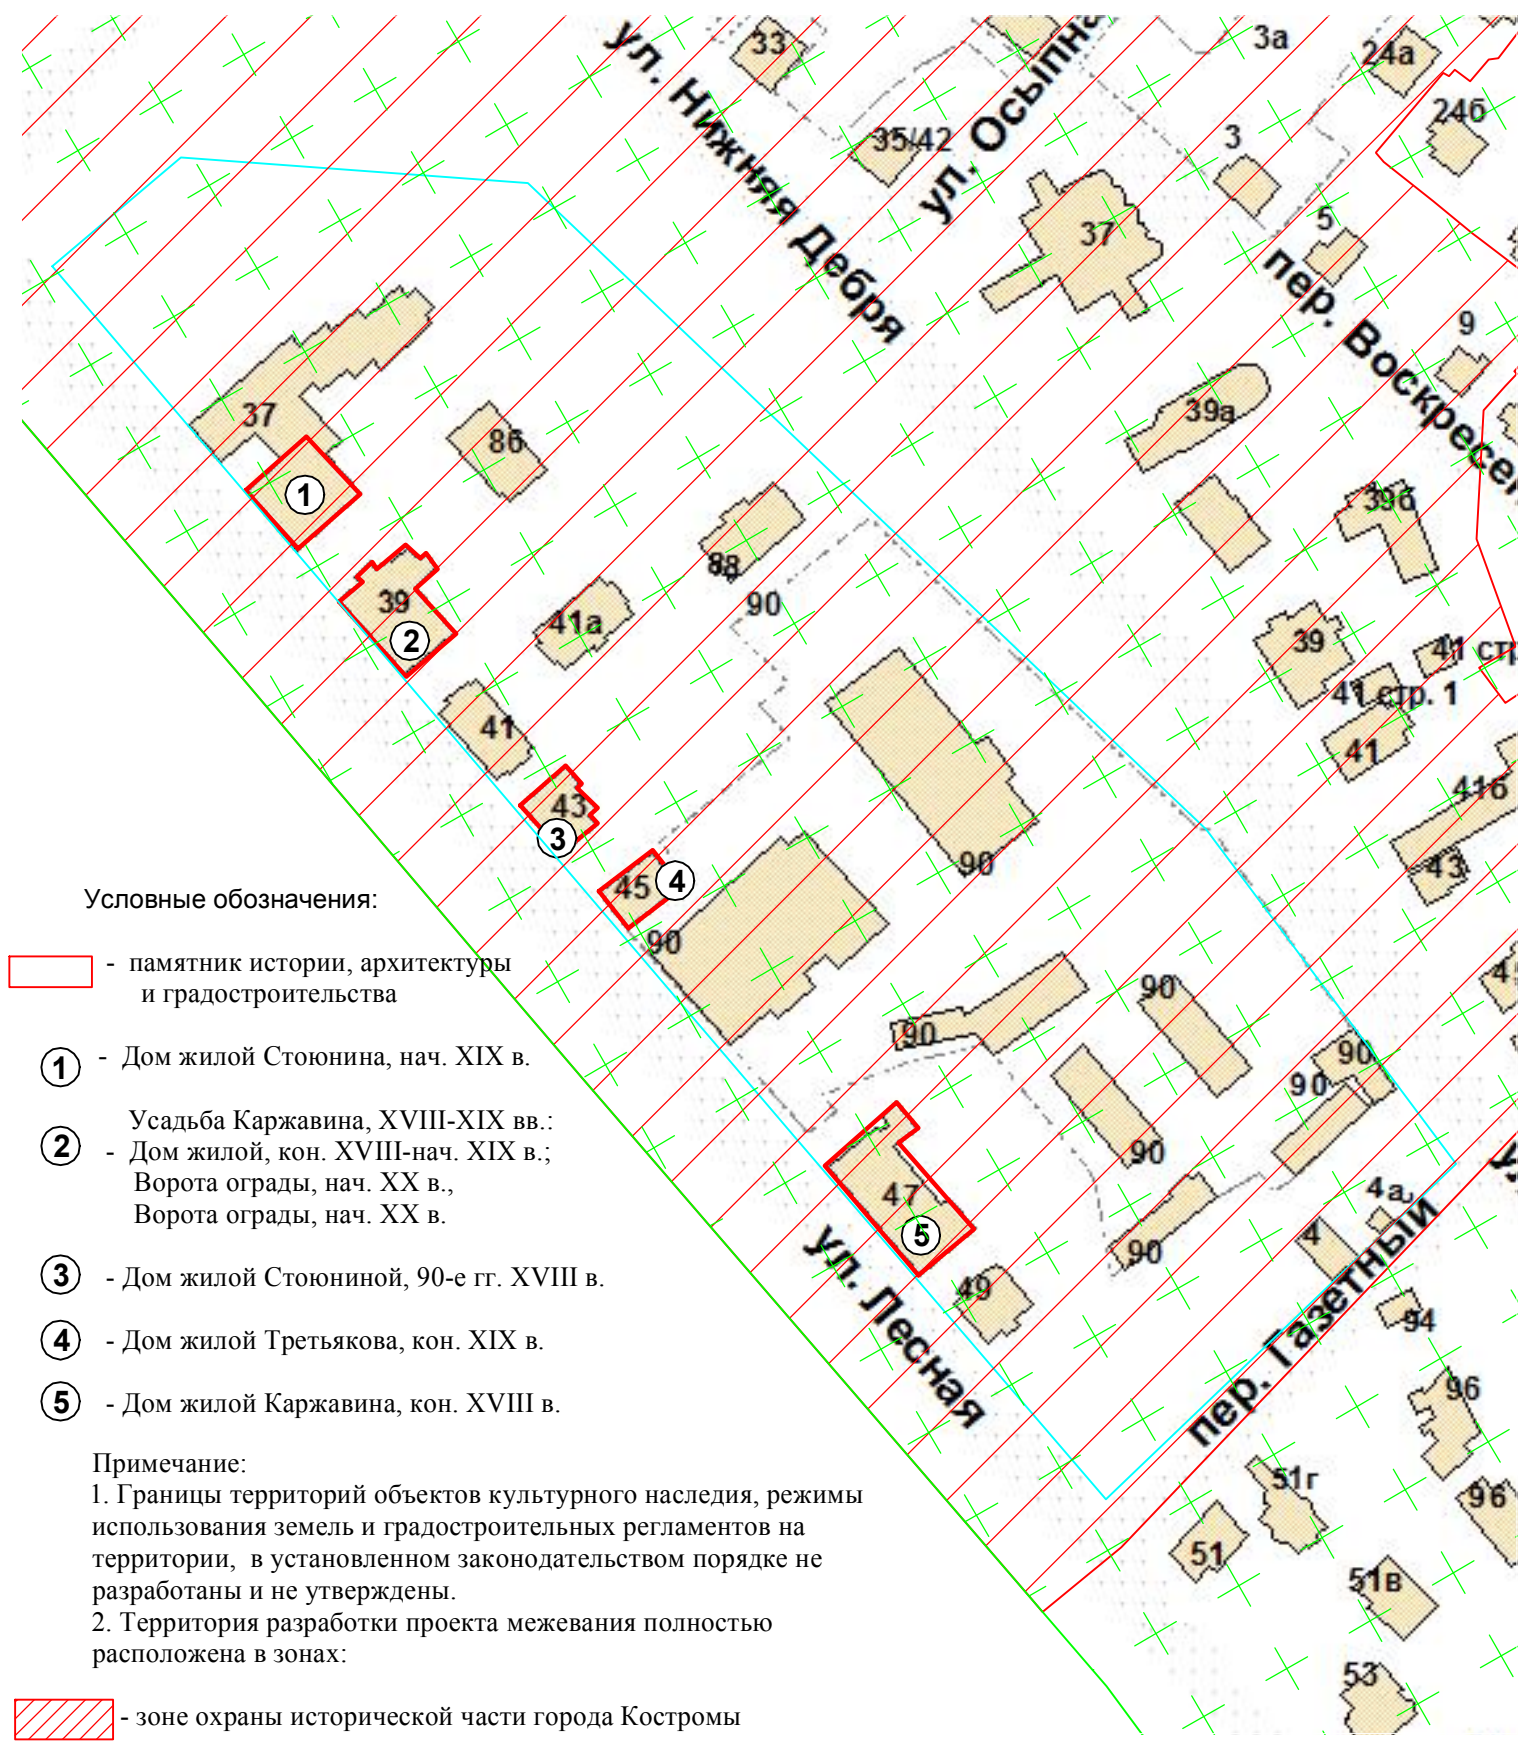 33
ул. Нижняя Дебря
3а
24а
24б
35/42
3
37
5
9
37
86
39а
39б
1
88
90
39
2
41а
39
41
41 стр. 1
41
43
3
41б
45
4
90
43
90
90
90
90
90
90
47
5
90
4а
4
49
94
ул. Лесная
пер. Газетный
96
51г
96
51
51в
53
Условные обозначения:
- памятник истории, архитектуры
и градостроительства
1 - Дом жилой Стоюнина, нач. XIX в.
Усадьба Каржавина, XVIII-XIX вв.:
2 - Дом жилой, кон. XVIII-нач. XIX в.;
Ворота ограды, нач. XX в.,
Ворота ограды, нач. XX в.
3 - Дом жилой Стоюниной, 90-е гг. XVIII в.
4 - Дом жилой Третьякова, кон. XIX в.
5 - Дом жилой Каржавина, кон. XVIII в.
Примечание:
1. Границы территорий объектов культурного наследия, режимы
использования земель и градостроительных регламентов на
территории, в установленном законодательством порядке не
разработаны и не утверждены.
2. Территория разработки проекта межевания полностью
расположена в зонах:
- зоне охраны исторической части города Костромы